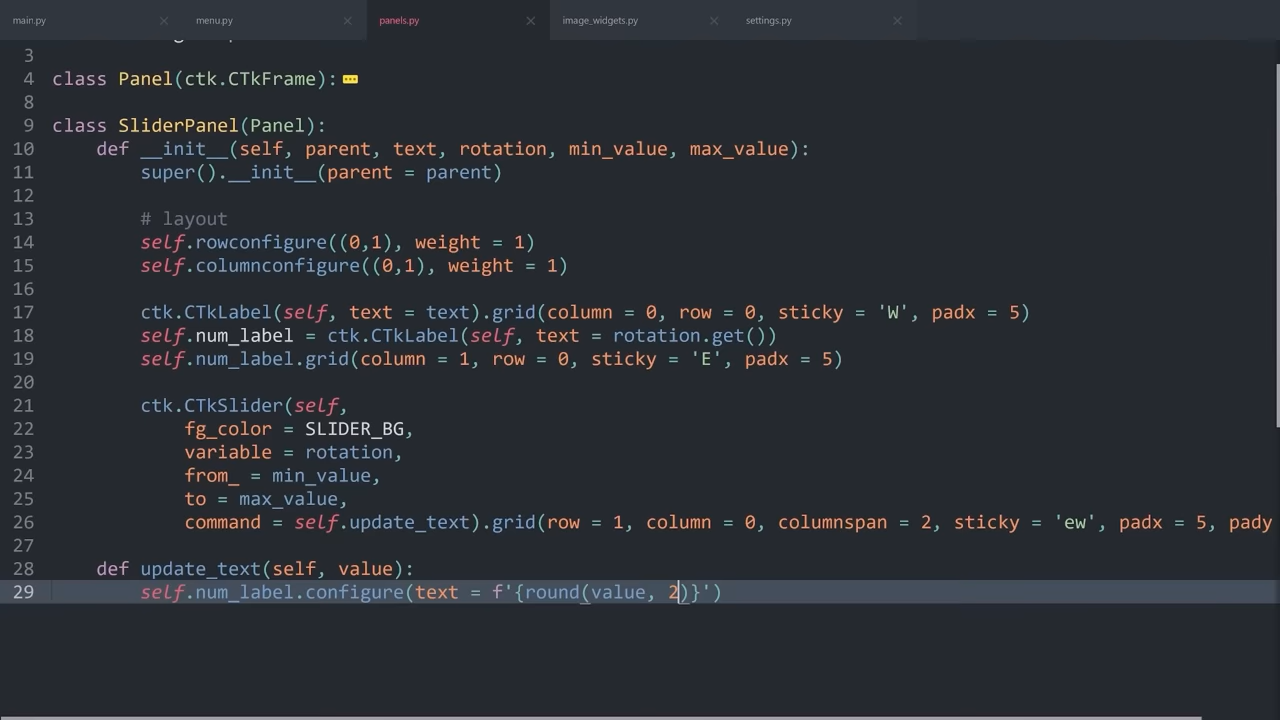 main.py menu.py panels.py image_widgets.py settings.py
3
4 class Panel(ctk.CTkFrame):
8
9 class SliderPanel(Panel):
10     def __init__(self, parent, text, rotation, min_value, max_value):
11         super().__init__(parent = parent)
12
13         # layout
14         self.rowconfigure((0,1), weight = 1)
15         self.columnconfigure((0,1), weight = 1)
16
17         ctk.CTkLabel(self, text = text).grid(column = 0, row = 0, sticky = 'W', padx = 5)
18         self.num_label = ctk.CTkLabel(self, text = rotation.get())
19         self.num_label.grid(column = 1, row = 0, sticky = 'E', padx = 5)
20
21         ctk.CTkSlider(self,
22             fg_color = SLIDER_BG,
23             variable = rotation,
24             from_ = min_value,
25             to = max_value,
26             command = self.update_text).grid(row = 1, column = 0, columnspan = 2, sticky = 'ew', padx = 5, pady
27
28     def update_text(self, value):
29         self.num_label.configure(text = f'{round(value, 2)}')